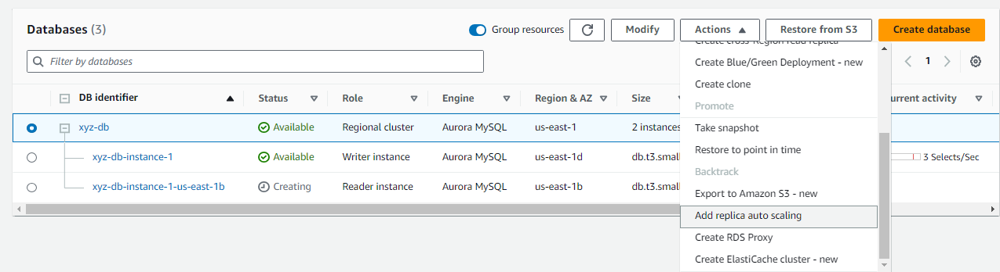 Databases (3)
Group resources
Modify
Actions
Restore from S3
Create database
Filter by databases
1
Create cross-Region read replica
Create Blue/Green Deployment - new
Create clone
Promote
Take snapshot
Restore to point in time
Backtrack
Export to Amazon S3 - new
Add replica auto scaling
Create RDS Proxy
Create ElastiCache cluster - new
DB identifier Status Role Engine Region & AZ Size urrent activity
xyz-db Available Regional cluster Aurora MySQL us-east-1 2 instances
xyz-db-instance-1 Available Writer instance Aurora MySQL us-east-1d db.t3.smal 3 Selects/Sec
xyz-db-instance-1-us-east-1b Creating Reader instance Aurora MySQL us-east-1b db.t3.smal